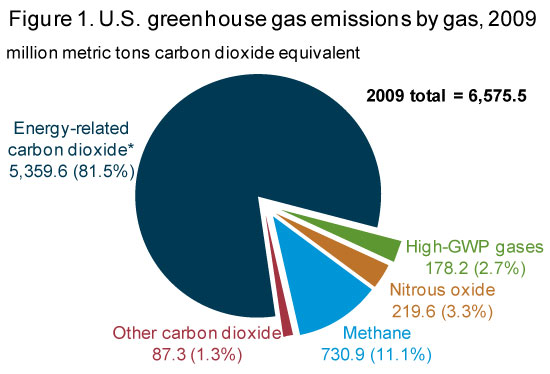 Figure 1. U.S. greenhouse gas emissions by gas, 2009
million metric tons carbon dioxide equivalent
2009 total = 6,575.5
Energy-related
carbon dioxide*
5,359.6 (81.5%)
High-GWP gases
178.2 (2.7%)
Nitrous oxide
219.6 (3.3%)
Methane
730.9 (11.1%)
Other carbon dioxide
87.3 (1.3%)